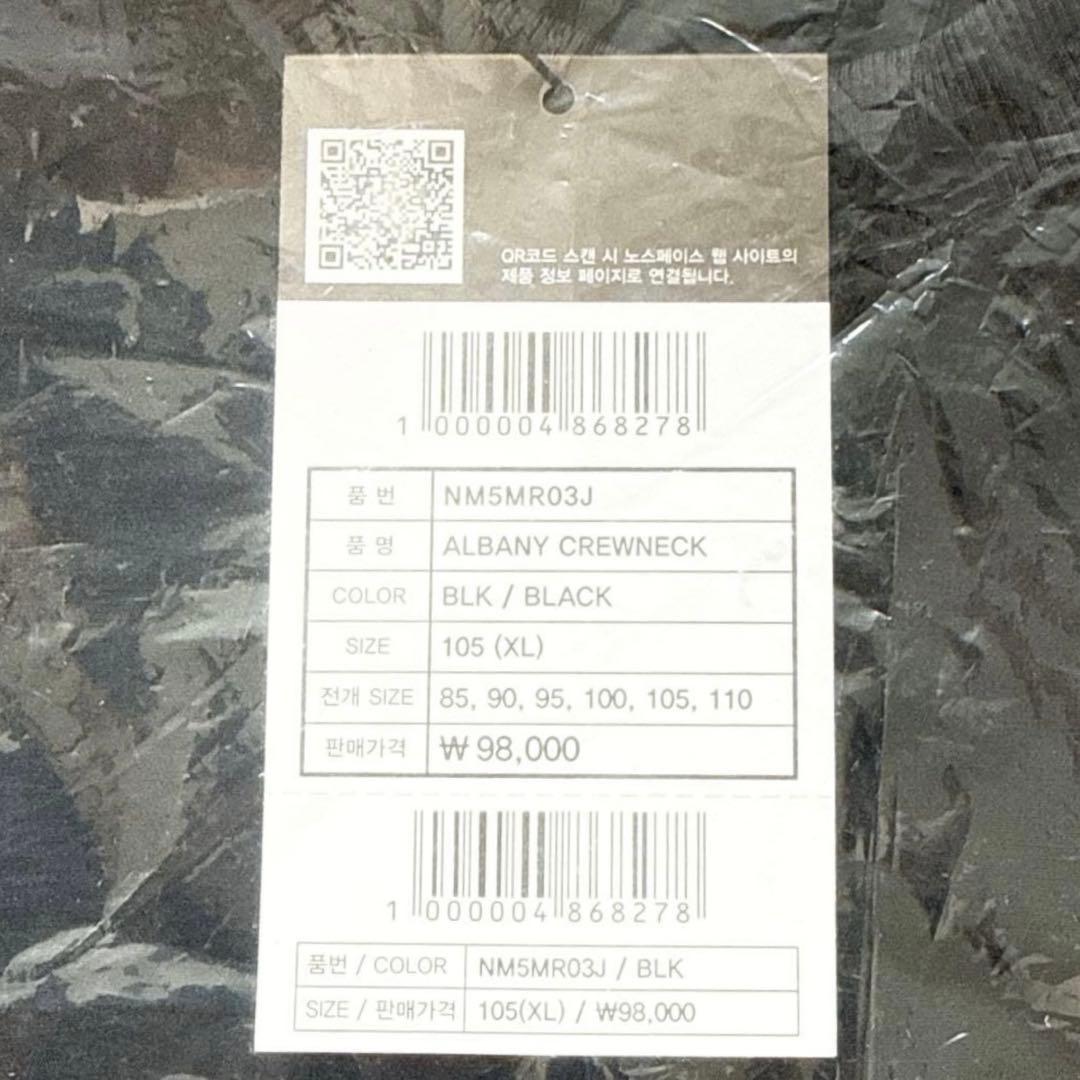 QR코드 스캔 시 노스페이스 웹 사이트의
제품 정보 페이지로 연결됩니다.
1 000004 868278
품 번 NM5MR03J
품 명 ALBANY CREWNECK
COLOR BLK / BLACK
SIZE 105 (XL)
전개 SIZE 85, 90, 95, 100, 105, 110
판매가격 ₩98,000
1 000004 868278
품번 / COLOR NM5MR03J / BLK
SIZE / 판매가격 105(XL) / ₩98,000